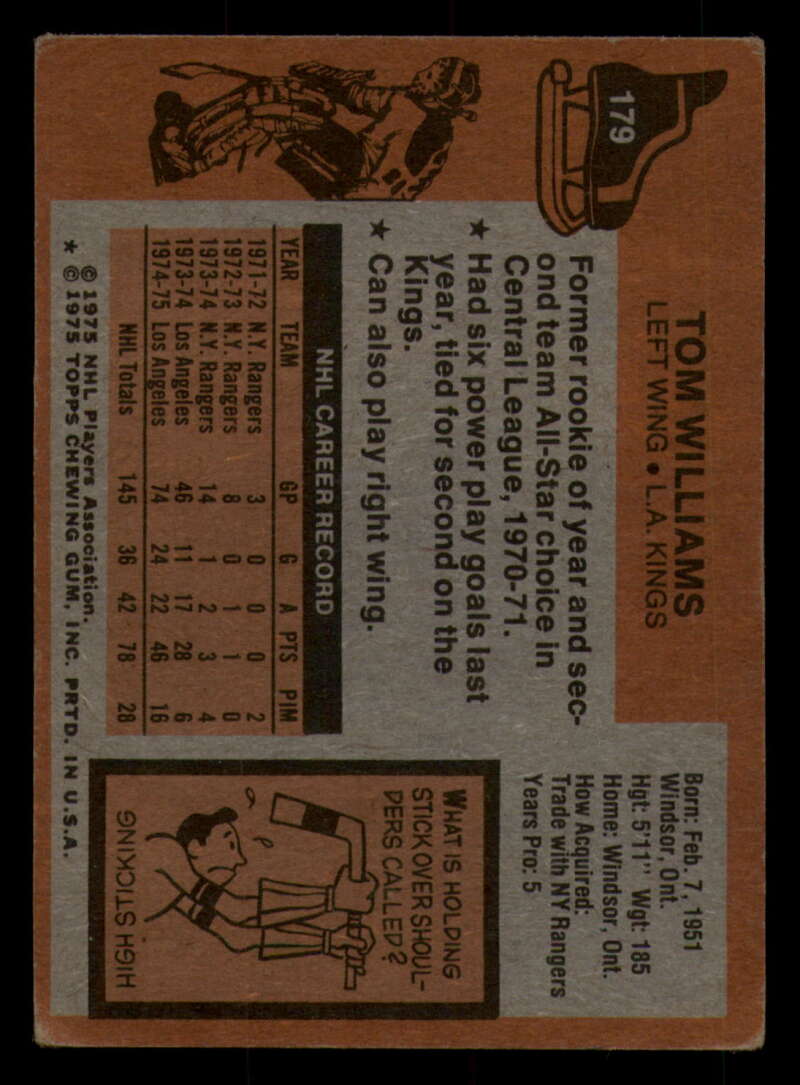 179
TOM WILLIAMS
LEFT WING • L.A. KINGS
Former rookie of year and sec-
ond team All-Star choice in
Central League, 1970-71.
★ Had six power play goals last
year, tied for second on the
Kings.
★ Can also play right wing.
Born: Feb. 7, 1951
Windsor, Ont.
Hgt: 5'11" Wgt: 185
Home: Windsor, Ont.
How Acquired:
Trade with NY Rangers
Years Pro: 5
NHL CAREER RECORD
YEAR TEAM GP G A PTS PIM
1971-72 N.Y. Rangers 3 0 0 0 2
1972-73 N.Y. Rangers 8 0 1 1 0
1973-74 N.Y. Rangers 14 1 2 3 4
1973-74 Los Angeles 46 11 17 28 6
1974-75 Los Angeles 74 24 22 46 16
NHL Totals 145 36 42 78 28
WHAT IS HOLDING
STICK OVER SHOUL-
DERS CALLED?
HIGH STICKING
© 1975 NHL Players Association.
★ © 1975 TOPPS CHEWING GUM, INC. PRTD. IN U.S.A.